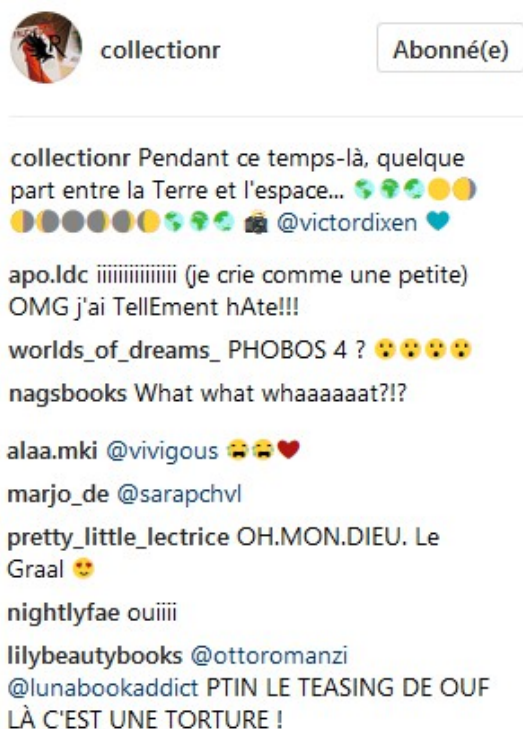 collectionr
Abonné(e)
collectionr Pendant ce temps-là, quelque
part entre la Terre et l'espace... 🌎🌍🌏🌕🌖
🌗🌘🌑🌑🌒🌓🌔🌎🌍🌏 📸 @victordixen 💙
apo.ldc iiiiiiiiiiiiiii (je crie comme une petite)
OMG j'ai TellEment hAte!!!
worlds_of_dreams_ PHOBOS 4 ? 😮😮😮😮
nagsbooks What what whaaaaaat?!?
alaa.mki @vivigous 😭😭❤
marjo_de @sarapchvl
pretty_little_lectrice OH.MON.DIEU. Le
Graal 😍
nightlyfae ouiiii
lilybeautybooks @ottoromanzi
@lunabookaddict PTIN LE TEASING DE OUF
LÀ C'EST UNE TORTURE !